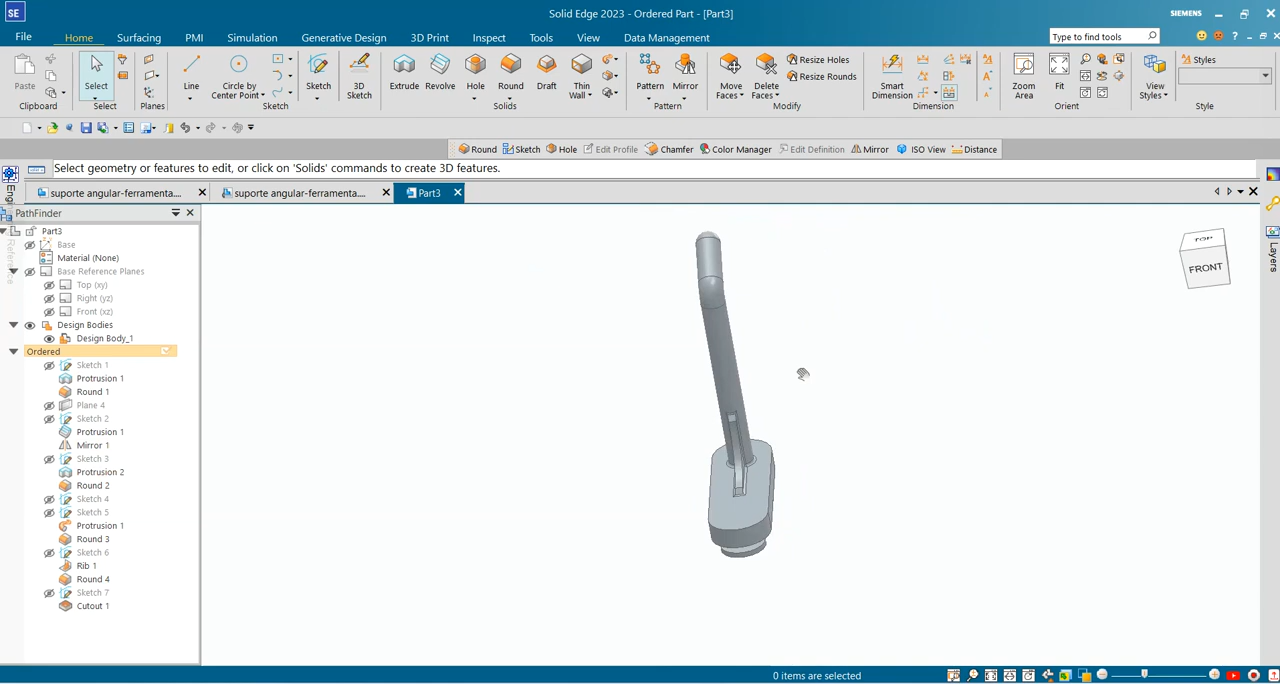 SE
Solid Edge 2023 - Ordered Part - [Part3]
SIEMENS
File
Home
Surfacing
PMI
Simulation
Generative Design
3D Print
Inspect
Tools
View
Data Management
Type to find tools
Paste
Clipboard
Select
Select
Planes
Line
Circle by
Center Point
Sketch
Sketch
3D
Sketch
Extrude
Revolve
Hole
Round
Draft
Thin
Wall
Solids
Pattern
Mirror
Pattern
Move
Faces
Delete
Faces
Resize Holes
Resize Rounds
Modify
Smart
Dimension
Dimension
Zoom
Area
Fit
Orient
View
Styles
Styles
Style
Round
Sketch
Hole
Edit Profile
Chamfer
Color Manager
Edit Definition
Mirror
ISO View
Distance
Select geometry or features to edit, or click on 'Solids' commands to create 3D features.
suporte angular-ferramenta...
suporte angular-ferramenta...
Part3
PathFinder
Part3
Base
Material (None)
Base Reference Planes
Top (xy)
Right (yz)
Front (xz)
Design Bodies
Design Body_1
Ordered
Sketch 1
Protrusion 1
Round 1
Plane 4
Sketch 2
Protrusion 1
Mirror 1
Sketch 3
Protrusion 2
Round 2
Sketch 4
Sketch 5
Protrusion 1
Round 3
Sketch 6
Rib 1
Round 4
Sketch 7
Cutout 1
TOP
FRONT
Layers
0 items are selected